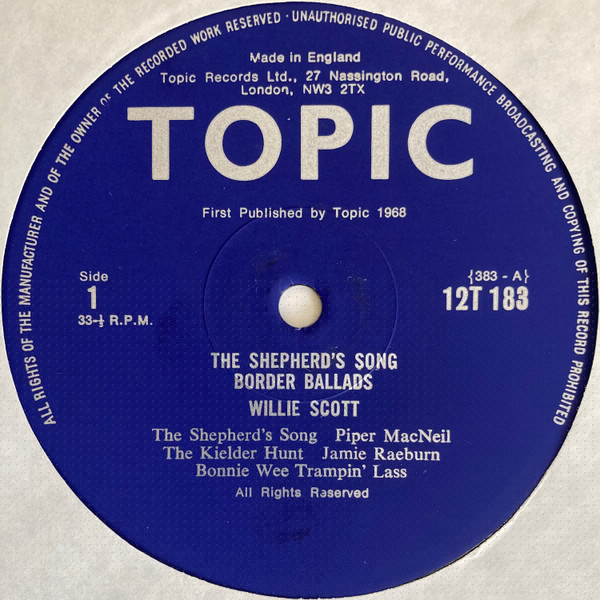 ALL RIGHTS OF THE MANUFACTURER AND OF THE OWNER OF THE RECORDED WORK RESERVED · UNAUTHORISED PUBLIC PERFORMANCE BROADCASTING AND COPYING OF THIS RECORD PROHIBITED
Made in England
Topic Records Ltd., 27 Nassington Road,
London, NW3 2TX
TOPIC
First Published by Topic 1968
Side
1
33-⅓ R.P.M.
{383 - A}
12T 183
THE SHEPHERD'S SONG
BORDER BALLADS
WILLIE SCOTT
The Shepherd's Song Piper MacNeil
The Kielder Hunt Jamie Raeburn
Bonnie Wee Trampin' Lass
All Rights Reserved